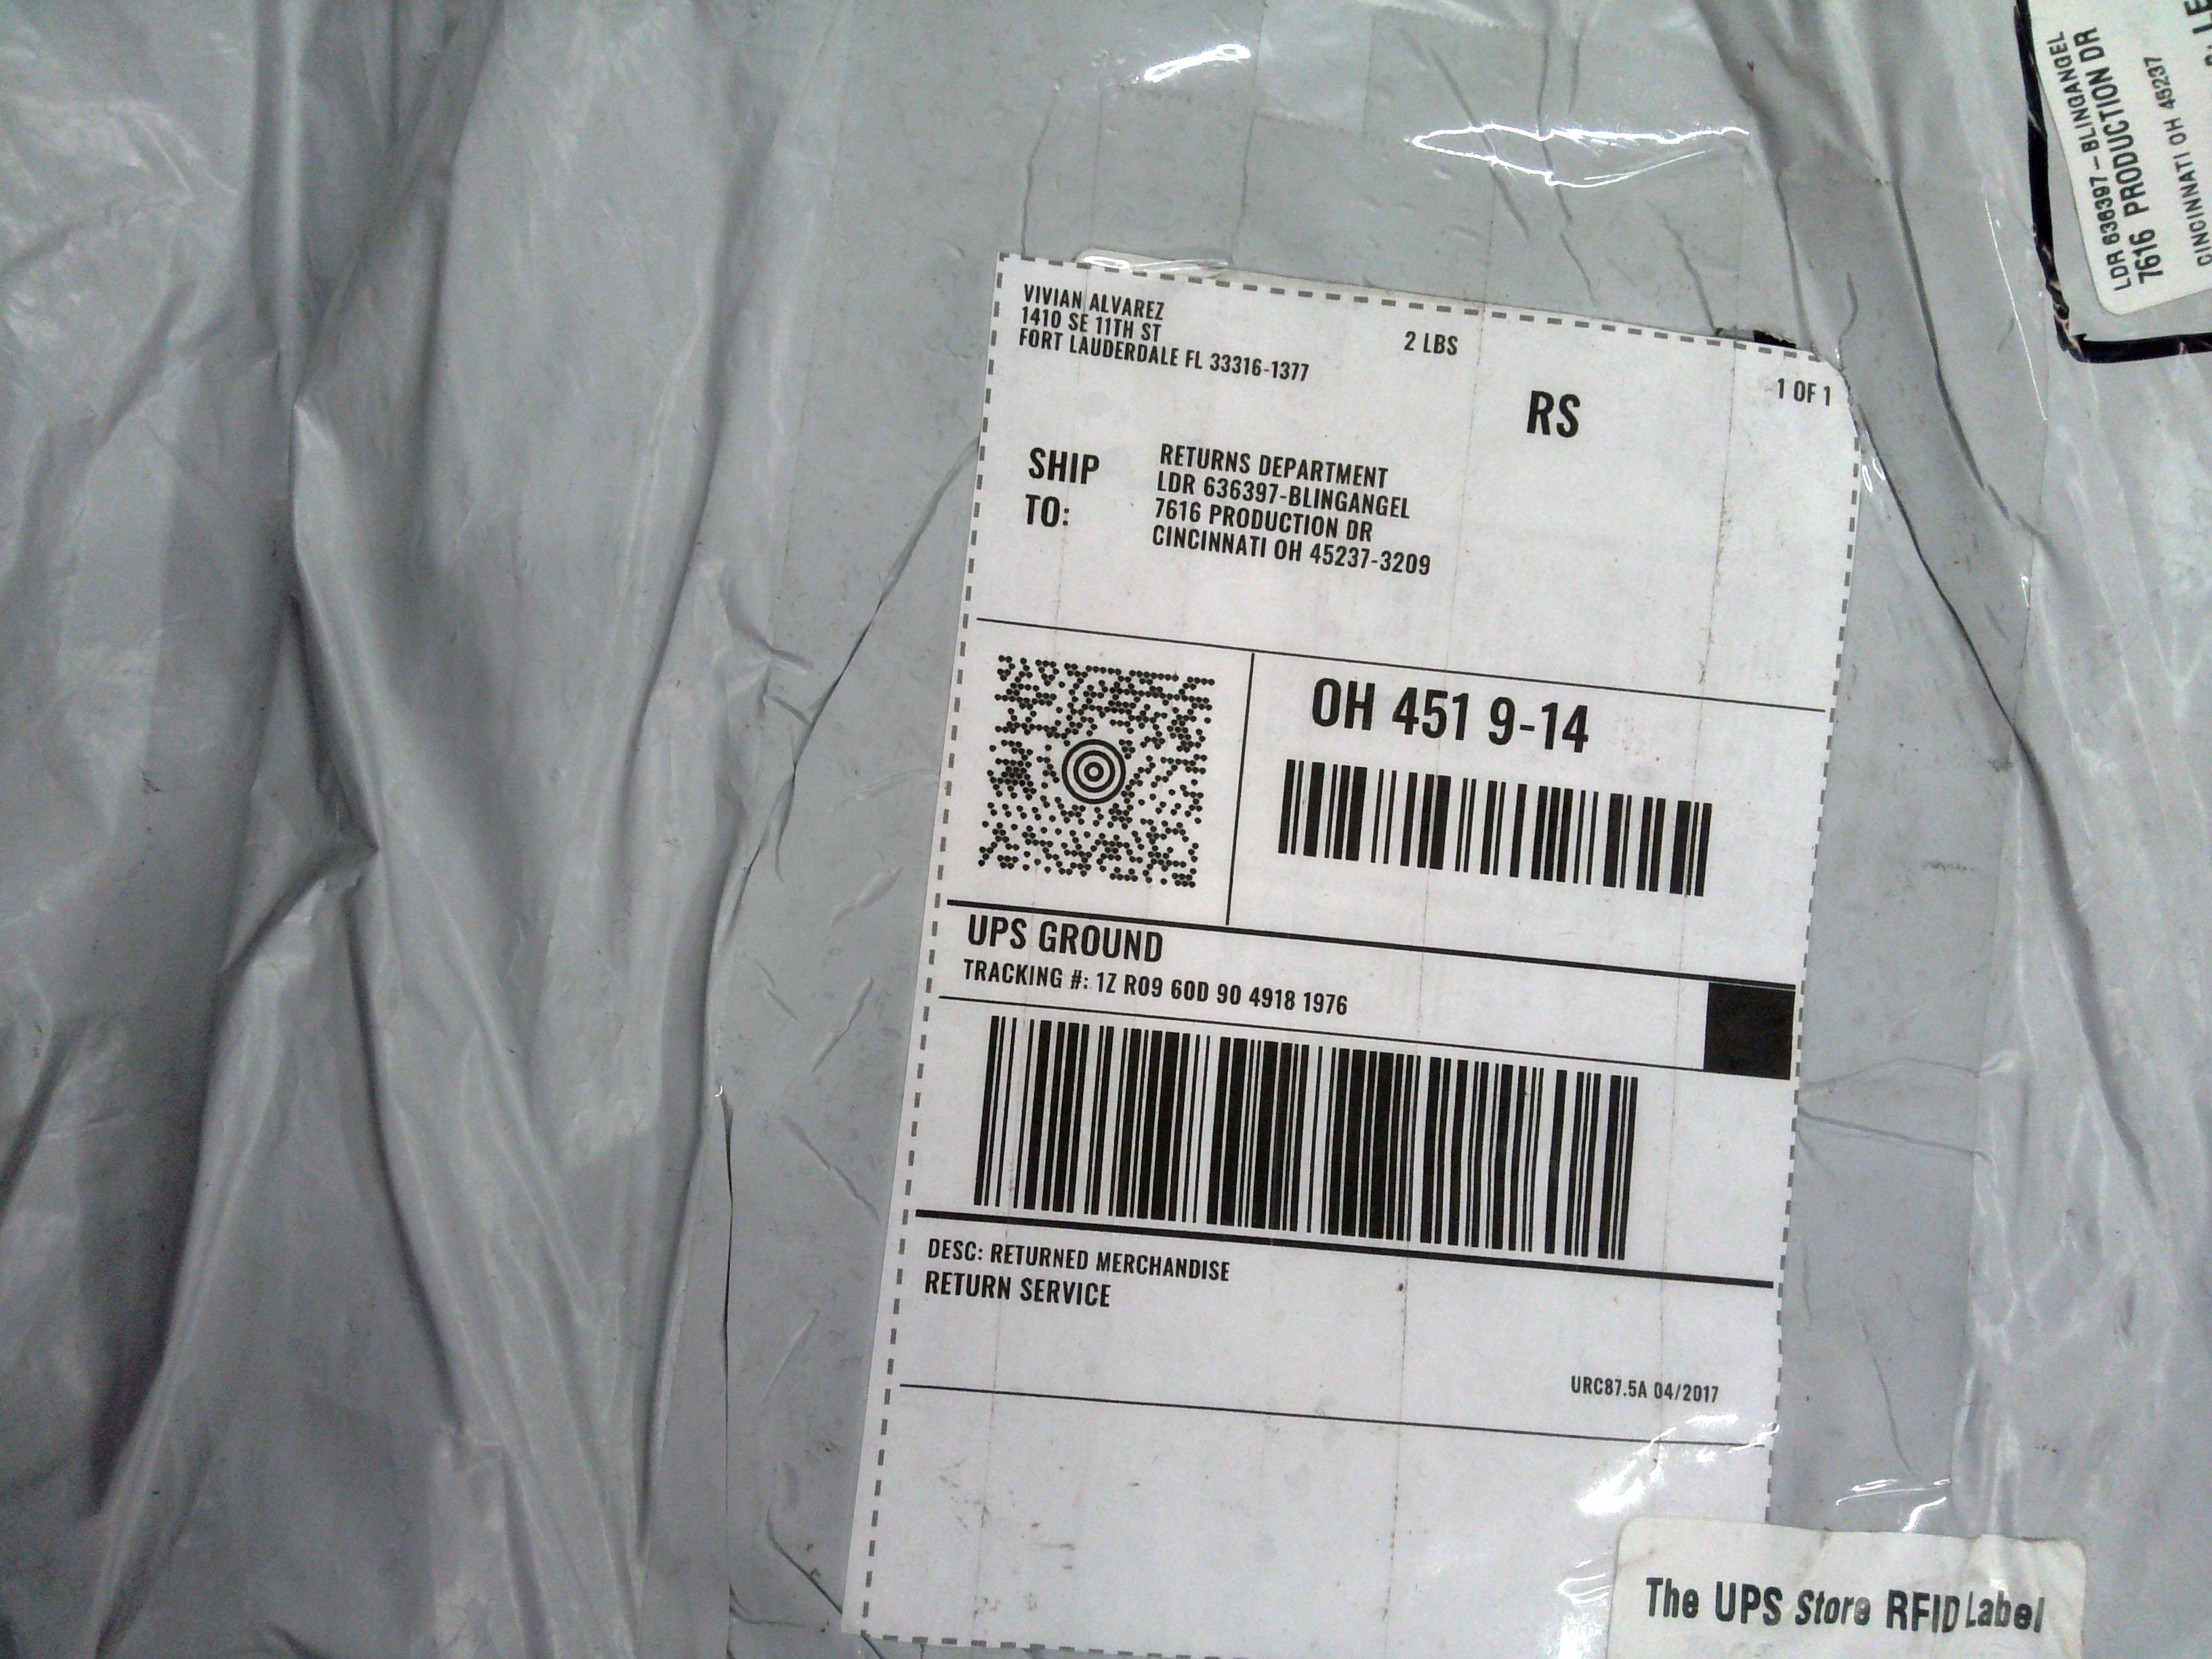 VIVIAN ALVAREZ
1410 SE 11TH ST
FORT LAUDERDALE FL 33316-1377
2 LBS
1 OF 1
RS
SHIP
TO:
RETURNS DEPARTMENT
LDR 636397-BLINGANGEL
7616 PRODUCTION DR
CINCINNATI OH 45237-3209
OH 451 9-14
UPS GROUND
TRACKING #: 1Z R09 60D 90 4918 1976
DESC: RETURNED MERCHANDISE
RETURN SERVICE
URC87.5A 04/2017
The UPS Store RFID Label
LDR 636397 – BLINGANGEL
7616 PRODUCTION DR
CINCINNATI OH 45237